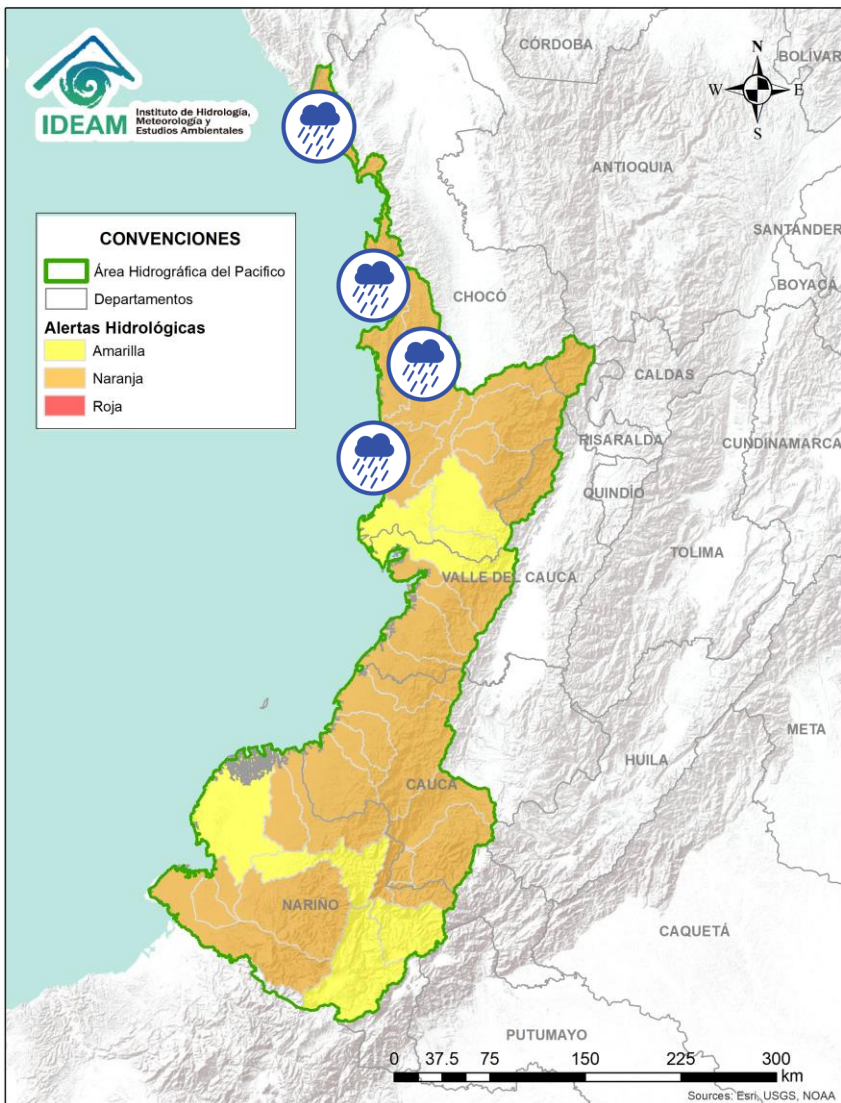 IDEAM
Instituto de Hidrología,
Meteorología y
Estudios Ambientales
CÓRDOBA
BOLÍVAR
N
W
E
S
ANTIOQUIA
SANTANDER
BOYACÁ
CONVENCIONES
Área Hidrográfica del Pacifico
Departamentos
Alertas Hidrológicas
Amarilla
Naranja
Roja
CHOCÓ
CALDAS
RISARALDA
CUNDINAMARCA
QUINDÍO
TOLIMA
VALLE DEL CAUCA
META
HUILA
CAUCA
NARIÑO
CAQUETÁ
PUTUMAYO
0 37.5 75 150 225 300
km
Sources: Esri, USGS, NOAA